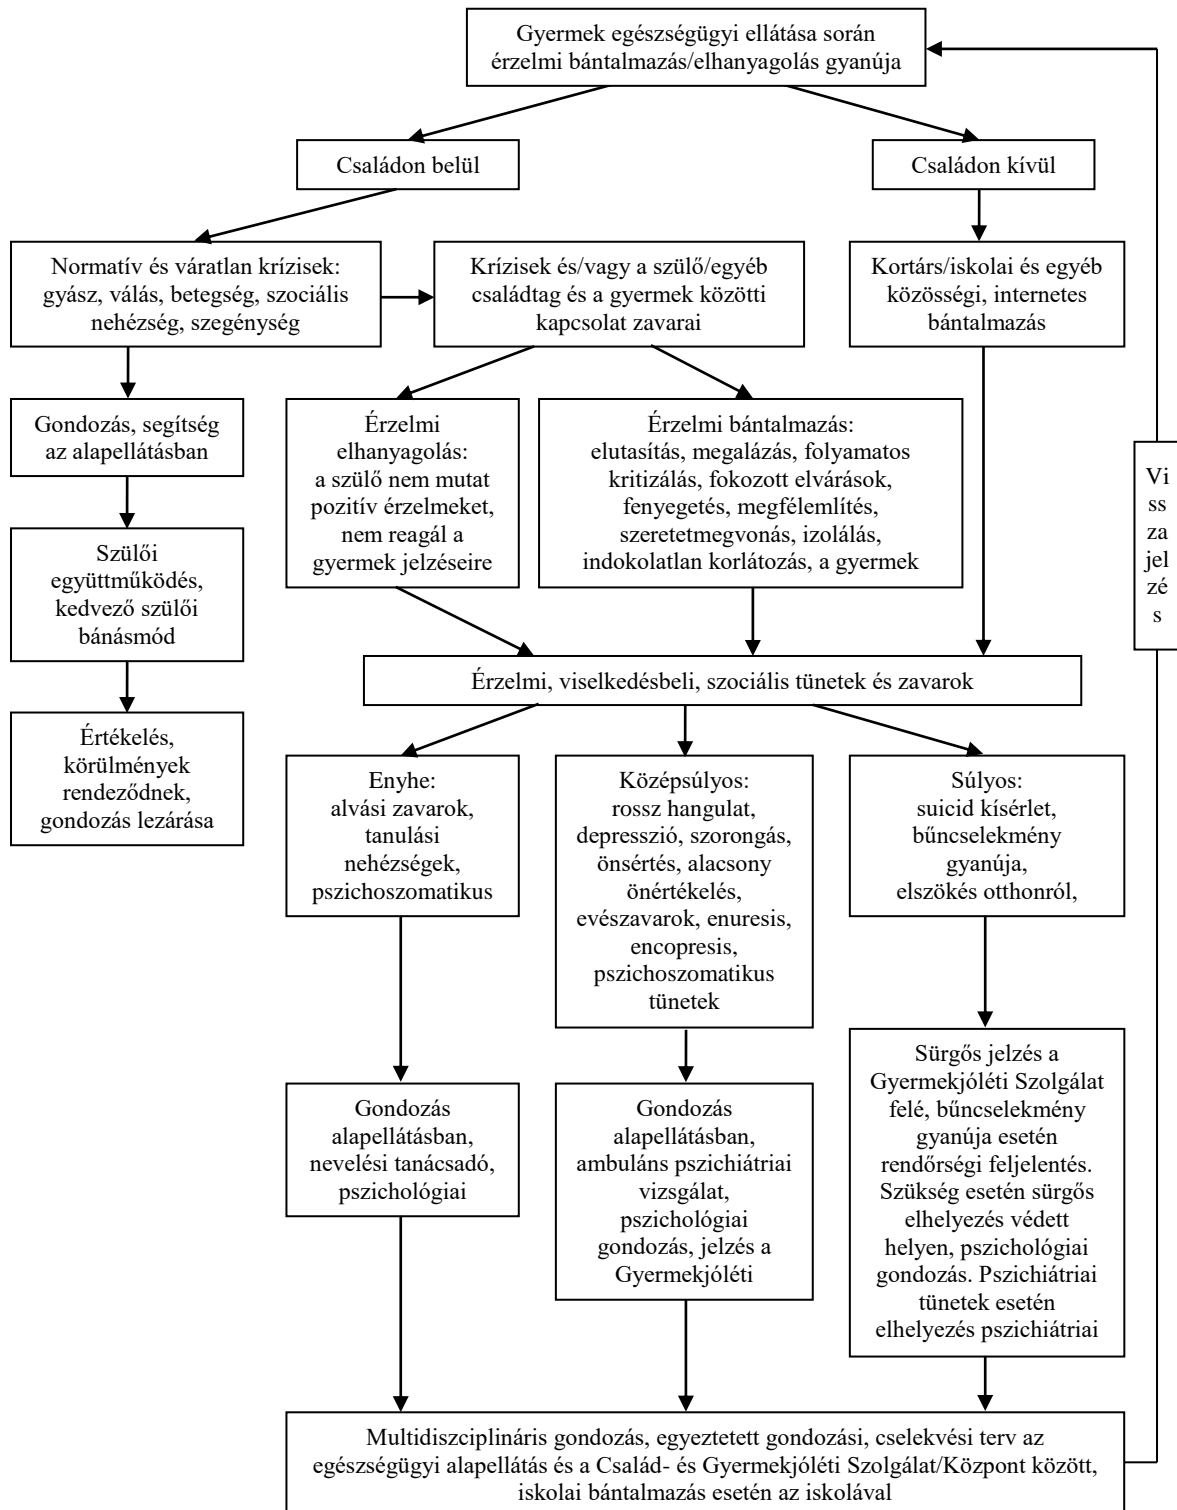 Gyermek egészségügyi ellátása során
érzelmi bántalmazás/elhanyagolás gyanúja
Családon belül
Családon kívül
Normatív és váratlan krízisek:
gyász, válás, betegség, szociális
nehézség, szegénység
Krízisek és/vagy a szülő/egyéb
családtag és a gyermek közötti
kapcsolat zavarai
Kortárs/iskolai és egyéb
közösségi, internetes
bántalmazás
Gondozás, segítség
az alapellátásban
Érzelmi
elhanyagolás:
a szülő nem mutat
pozitív érzelmeket,
nem reagál a
gyermek jelzéseire
Érzelmi bántalmazás:
elutasítás, megalázás, folyamatos
kritizálás, fokozott elvárások,
fenyegetés, megfélemlítés,
szeretetmegvonás, izolálás,
indokolatlan korlátozás, a gyermek
Vi
ss
za
jel
zé
s
Szülői
együttműködés,
kedvező szülői
bánásmód
Érzelmi, viselkedésbeli, szociális tünetek és zavarok
Értékelés,
körülmények
rendeződnek,
gondozás lezárása
Enyhe:
alvási zavarok,
tanulási
nehézségek,
pszichoszomatikus
Középsúlyos:
rossz hangulat,
depresszió, szorongás,
önsértés, alacsony
önértékelés,
evészavarok, enuresis,
encopresis,
pszichoszomatikus
tünetek
Súlyos:
suicid kísérlet,
bűncselekmény
gyanúja,
elszökés otthonról,
Gondozás
alapellátásban,
nevelési tanácsadó,
pszichológiai
Gondozás
alapellátásban,
ambuláns pszichiátriai
vizsgálat,
pszichológiai
gondozás, jelzés a
Gyermekjóléti
Sürgős jelzés a
Gyermekjóléti Szolgálat
felé, bűncselekmény
gyanúja esetén
rendőrségi feljelentés.
Szükség esetén sürgős
elhelyezés védett
helyen, pszichológiai
gondozás. Pszichiátriai
tünetek esetén
elhelyezés pszichiátriai
Multidiszciplináris gondozás, egyeztetett gondozási, cselekvési terv az
egészségügyi alapellátás és a Család- és Gyermekjóléti Szolgálat/Központ között,
iskolai bántalmazás esetén az iskolával